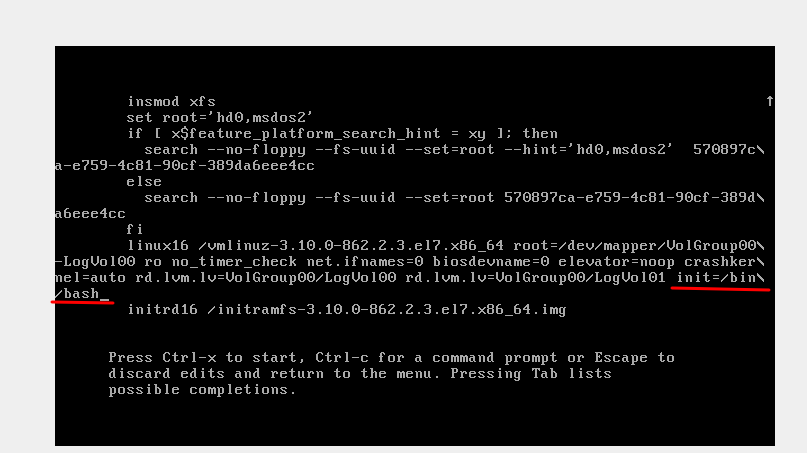 insmod xfs
set root='hd0,msdos2'
if [ x$feature_platform_search_hint = xy ]; then
search --no-floppy --fs-uuid --set=root --hint='hd0,msdos2'  570897c\
a-e759-4c81-90cf-389da6eee4cc
else
search --no-floppy --fs-uuid --set=root 570897ca-e759-4c81-90cf-389d\
a6eee4cc
fi
linux16 /vmlinuz-3.10.0-862.2.3.el7.x86_64 root=/dev/mapper/VolGroup00\
-LogVol00 ro no_timer_check net.ifnames=0 biosdevname=0 elevator=noop crashker\
nel=auto rd.lvm.lv=VolGroup00/LogVol00 rd.lvm.lv=VolGroup00/LogVol01 init=/bin\
/bash_
initrd16 /initramfs-3.10.0-862.2.3.el7.x86_64.img
Press Ctrl-x to start, Ctrl-c for a command prompt or Escape to
discard edits and return to the menu. Pressing Tab lists
possible completions.